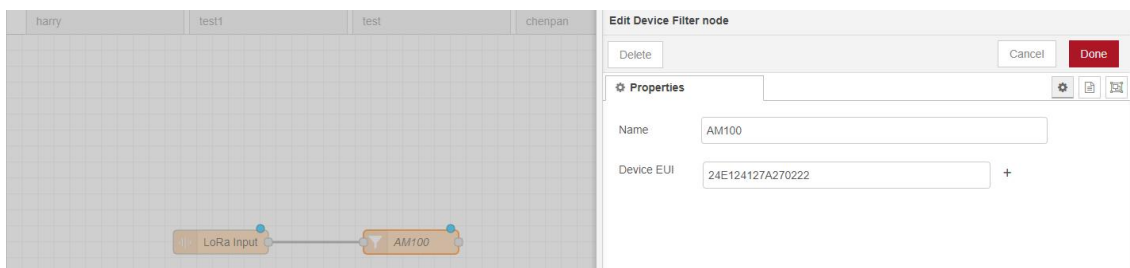 harry test1 test chenpan
Edit Device Filter node
Delete Cancel Done
Properties
Name AM100
Device EUI 24E124127A270222 +
LoRa Input AM100